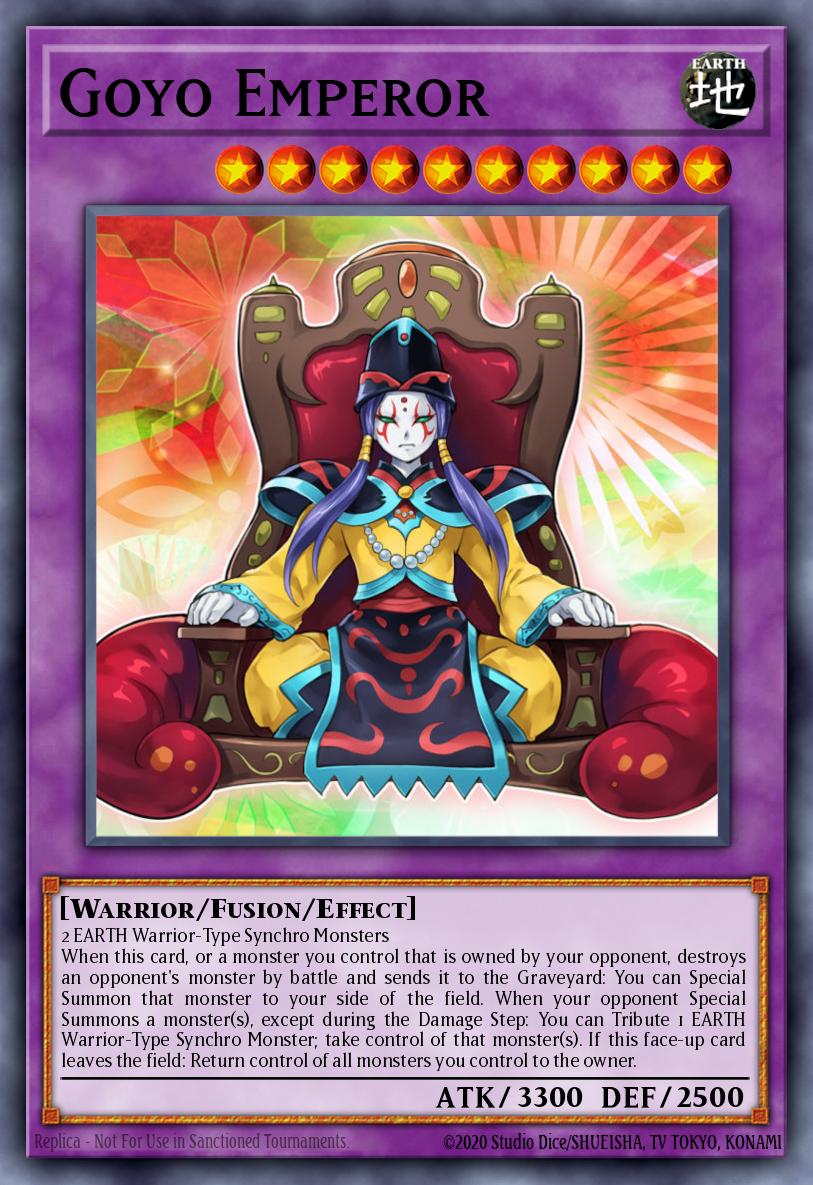 Goyo Emperor
EARTH
地
[Warrior/Fusion/Effect]
2 EARTH Warrior-Type Synchro Monsters
When this card, or a monster you control that is owned by your opponent, destroys
an opponent's monster by battle and sends it to the Graveyard: You can Special
Summon that monster to your side of the field. When your opponent Special
Summons a monster(s), except during the Damage Step: You can Tribute 1 EARTH
Warrior-Type Synchro Monster; take control of that monster(s). If this face-up card
leaves the field: Return control of all monsters you control to the owner.
ATK/3300 DEF/2500
Replica - Not For Use in Sanctioned Tournaments. ©2020 Studio Dice/SHUEISHA, TV TOKYO, KONAMI